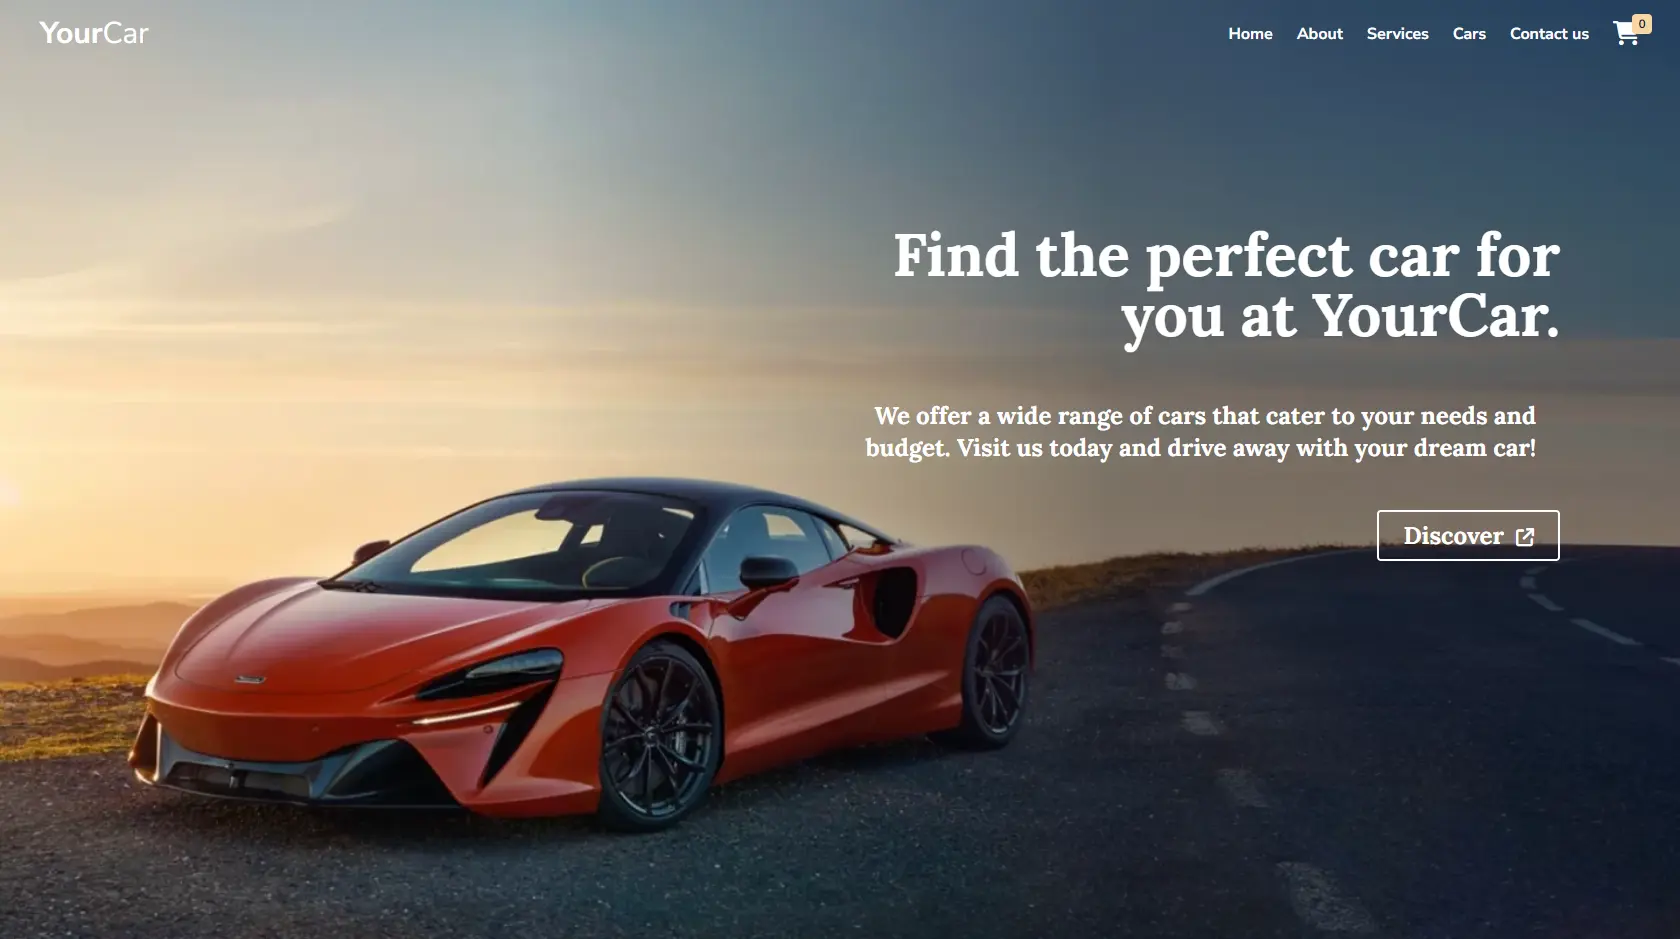 YourCar
Home About Services Cars Contact us 0
Find the perfect car for
you at YourCar.
We offer a wide range of cars that cater to your needs and
budget. Visit us today and drive away with your dream car!
Discover